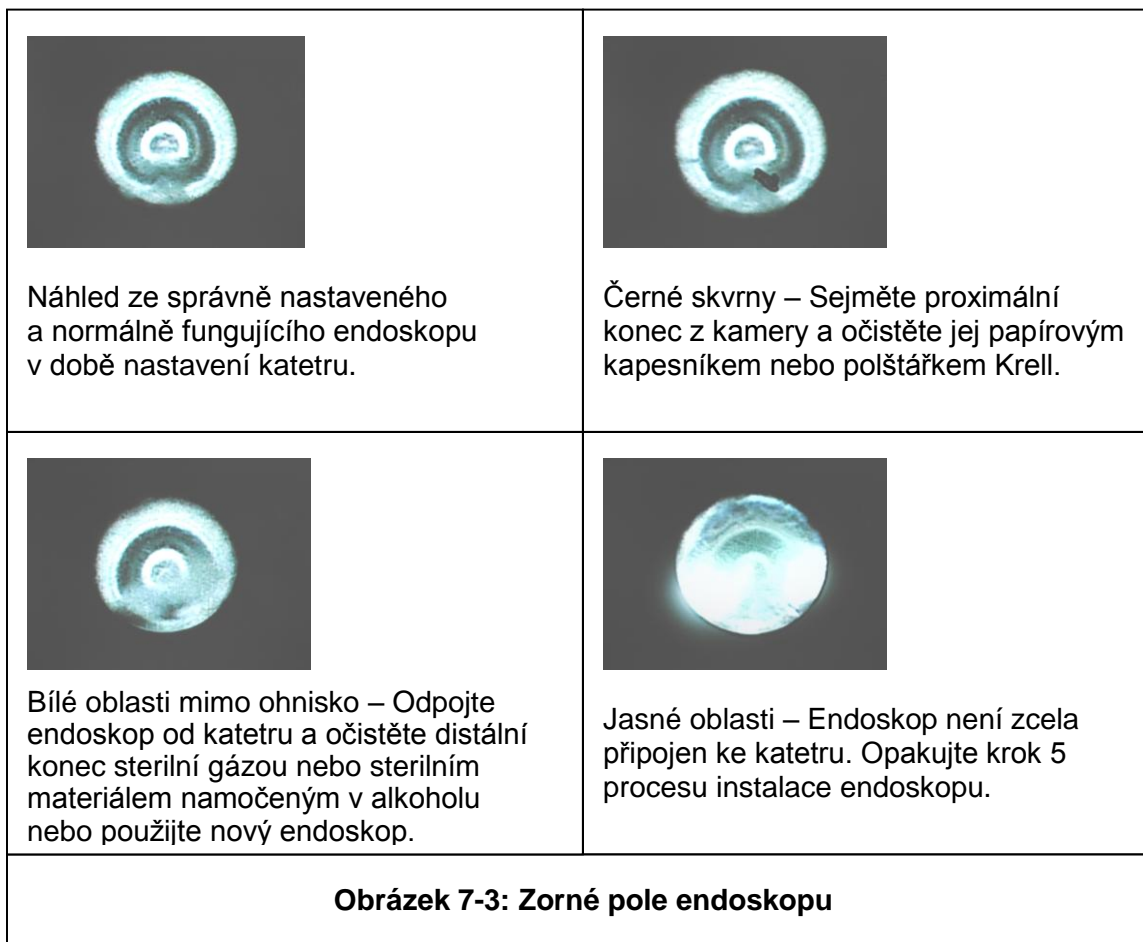 Náhled ze správně nastaveného
a normálně fungujícího endoskopu
v době nastavení katetru.
Černé skvrny – Sejměte proximální
konec z kamery a očistěte jej papírovým
kapesníkem nebo polštářkem Krell.
Bílé oblasti mimo ohnisko – Odpojte
endoskop od katetru a očistěte distální
konec sterilní gázou nebo sterilním
materiálem namočeným v alkoholu
nebo použijte nový endoskop.
Jasné oblasti – Endoskop není zcela
připojen ke katetru. Opakujte krok 5
procesu instalace endoskopu.
Obrázek 7-3: Zorné pole endoskopu